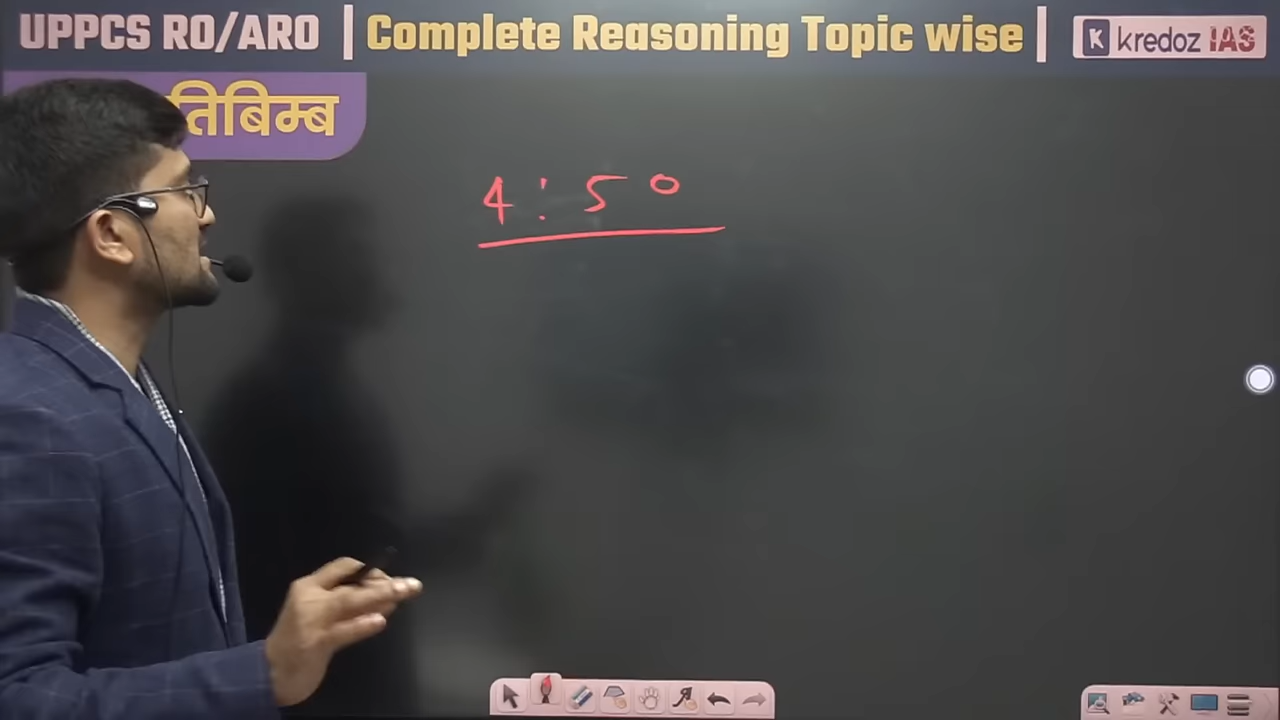 UPPCS RO/ARO | Complete Reasoning Topic wise | K kredoz IAS
तिबिम्ब
4 : 50